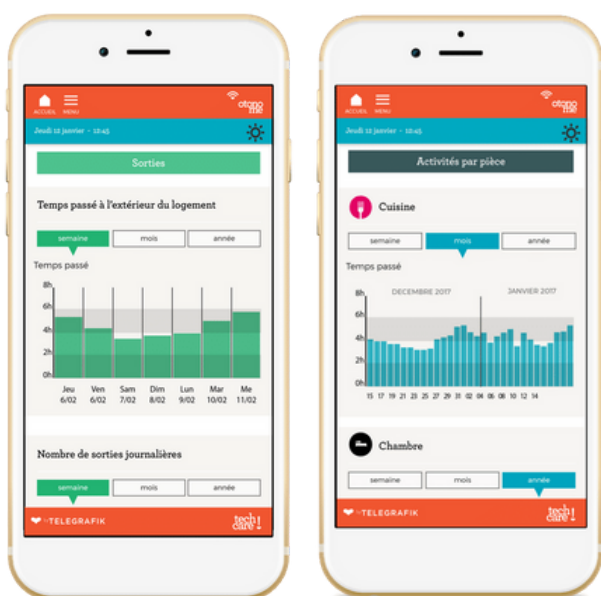 ACCUEIL MENU
otono
me
Jeudi 12 janvier - 12:45
Sorties
Temps passé à l'extérieur du logement
semaine mois année
Temps passé
8h
6h
4h
2h
0h
Jeu Ven Sam Dim Lun Mar Me
6/02 6/02 7/02 8/02 9/02 10/02 11/02
Nombre de sorties journalières
semaine mois année
by TELEGRAFIK
tech
care!
ACCUEIL MENU
otono
me
Jeudi 12 janvier - 12:45
Activités par pièce
Cuisine
semaine mois année
Temps passé
8h
DECEMBRE 2017 JANVIER 2017
6h
4h
2h
0h
15 17 19 21 23 25 27 29 31 02 04 06 08 10 12 14
Chambre
semaine mois année
by TELEGRAFIK
tech
care!